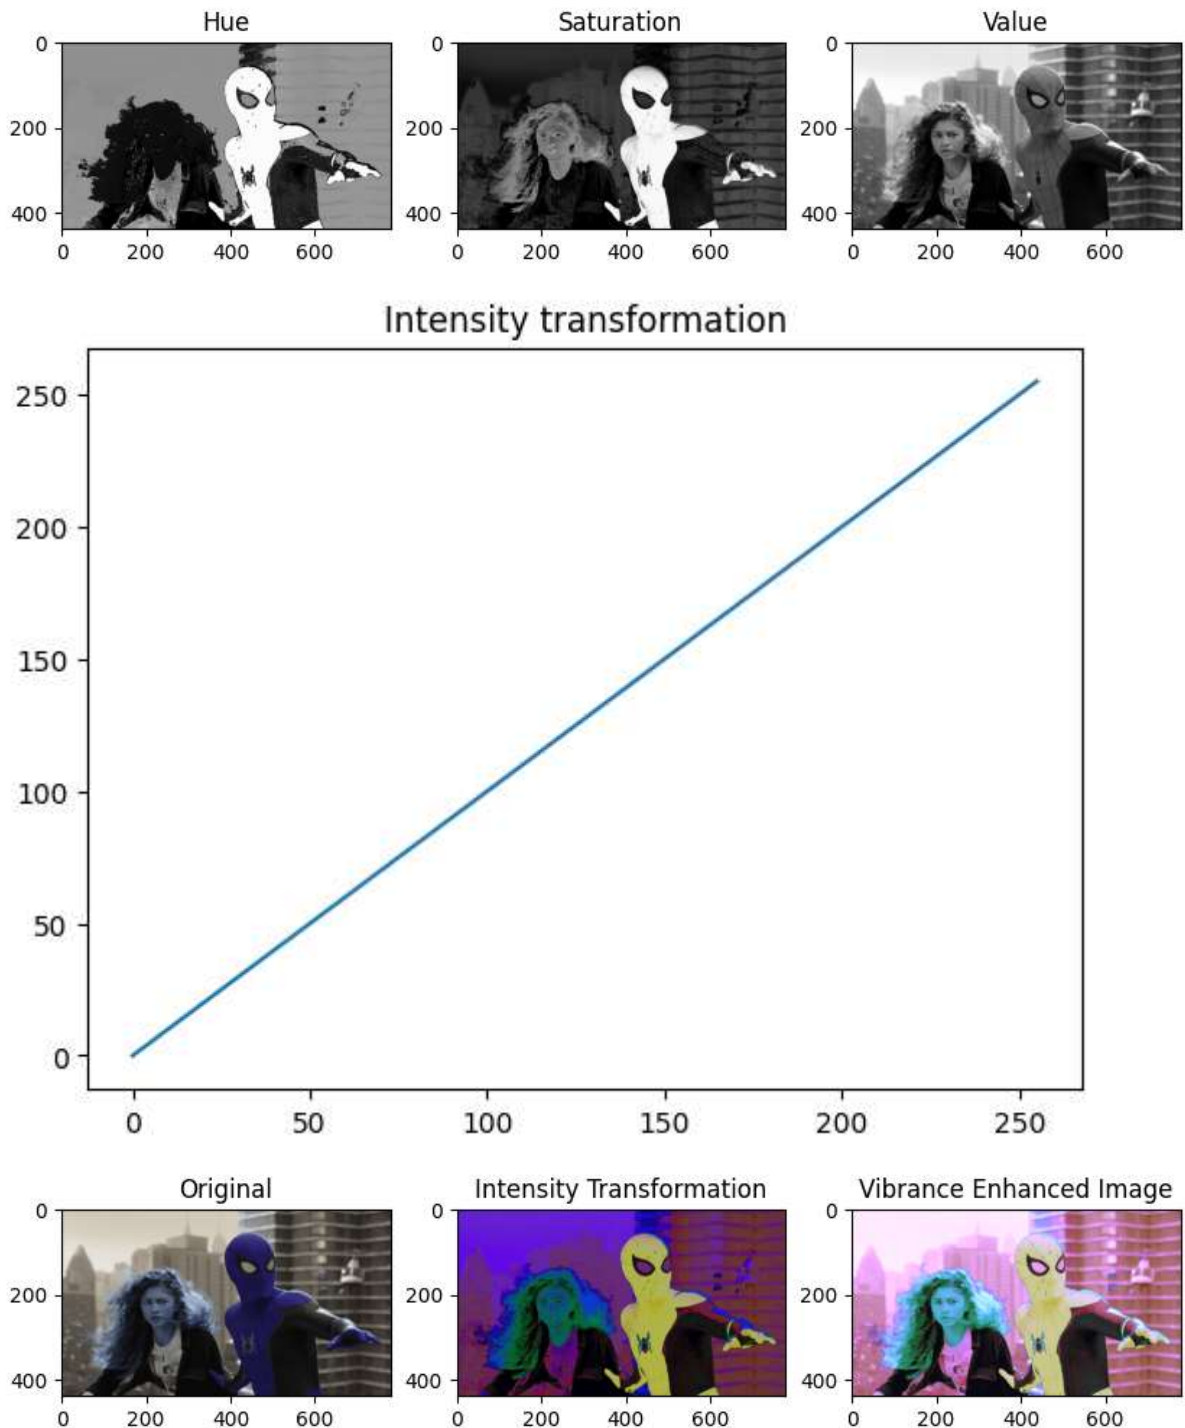 Hue Saturation Value
0 0 0
200 200 200
400 400 400
0 200 400 600 0 200 400 600 0 200 400 600
Intensity transformation
250
200
150
100
50
0
0 50 100 150 200 250
Original Intensity Transformation Vibrance Enhanced Image
0 0 0
200 200 200
400 400 400
0 200 400 600 0 200 400 600 0 200 400 600